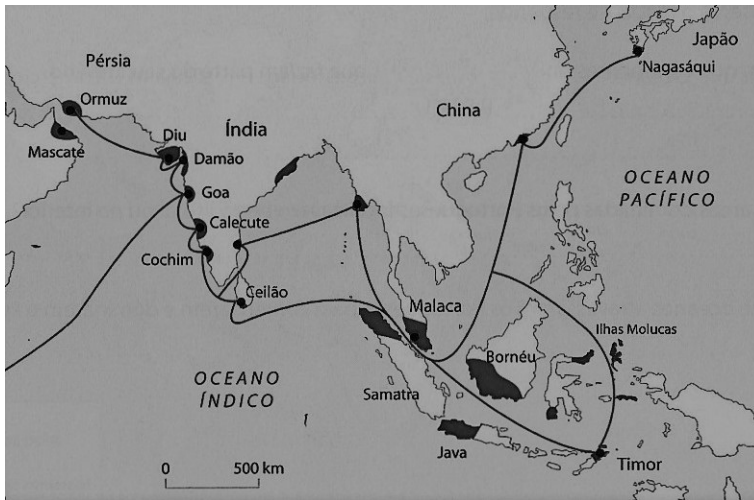 Pérsia
Ormuz
Mascate
Diu
Damão
Índia
Goa
Calecute
Cochim
Ceilão
China
Japão
Nagasáqui
OCEANO
PACÍFICO
Malaca
Bornéu
Ilhas Molucas
Samatra
OCEANO
ÍNDICO
Java
Timor
0 500 km